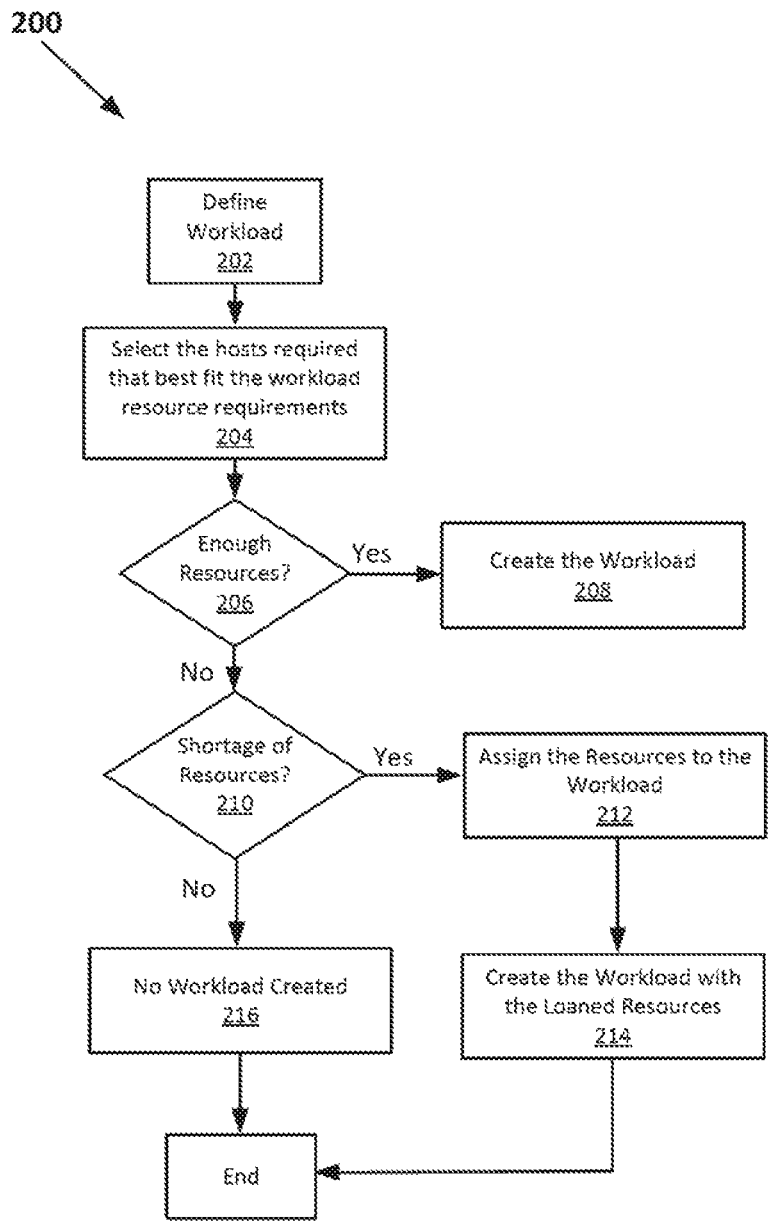 200
Define
Workload
202
Select the hosts required
that best fit the workload
resource requirements
204
Enough
Resources?
206
Yes
Create the Workload
208
No
Shortage of
Resources?
210
Yes
Assign the Resources to the
Workload
212
No
No Workload Created
216
Create the Workload with
the Loaned Resources
214
End